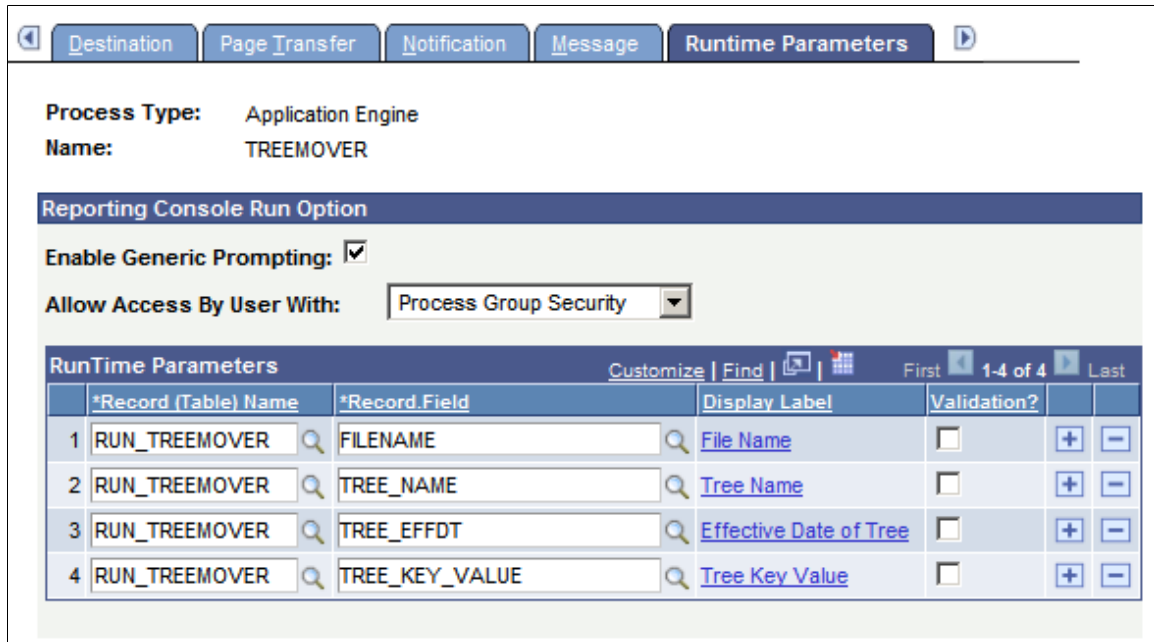 Destination Page Transfer Notification Message Runtime Parameters
Process Type: Application Engine
Name: TREEMOVER
Reporting Console Run Option
Enable Generic Prompting:
Allow Access By User With: Process Group Security
RunTime Parameters Customize | Find | | First 1-4 of 4 Last
*Record (Table) Name *Record.Field Display Label Validation?
1 RUN_TREEMOVER FILENAME File Name
2 RUN_TREEMOVER TREE_NAME Tree Name
3 RUN_TREEMOVER TREE_EFFDT Effective Date of Tree
4 RUN_TREEMOVER TREE_KEY_VALUE Tree Key Value